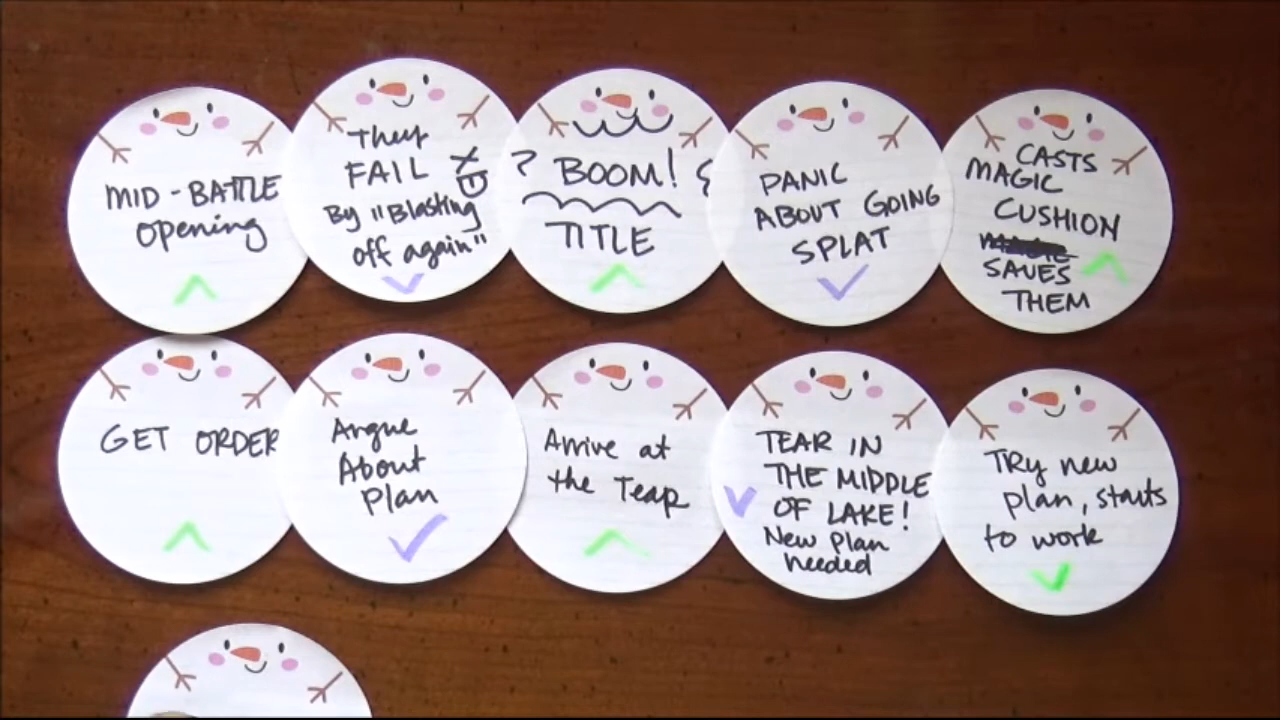 MID-BATTLE
opening
They
FAIL
By "Blasting
off again"
? BOOM!
TITLE
PANIC
ABOUT GOING
SPLAT
CASTS
MAGIC
CUSHION
SAVES
THEM
GET ORDER
Argue
About
Plan
Arrive at
the Tear
TEAR IN
THE MIDDLE
OF LAKE!
New Plan
needed
TRy new
plan, starts
to work